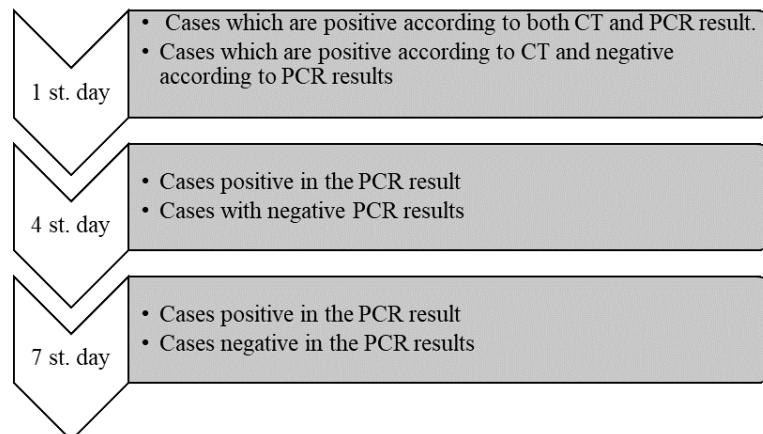 • Cases which are positive according to both CT and PCR result.
• Cases which are positive according to CT and negative
according to PCR results
1 st. day
• Cases positive in the PCR result
• Cases with negative PCR results
4 st. day
• Cases positive in the PCR result
• Cases negative in the PCR results
7 st. day